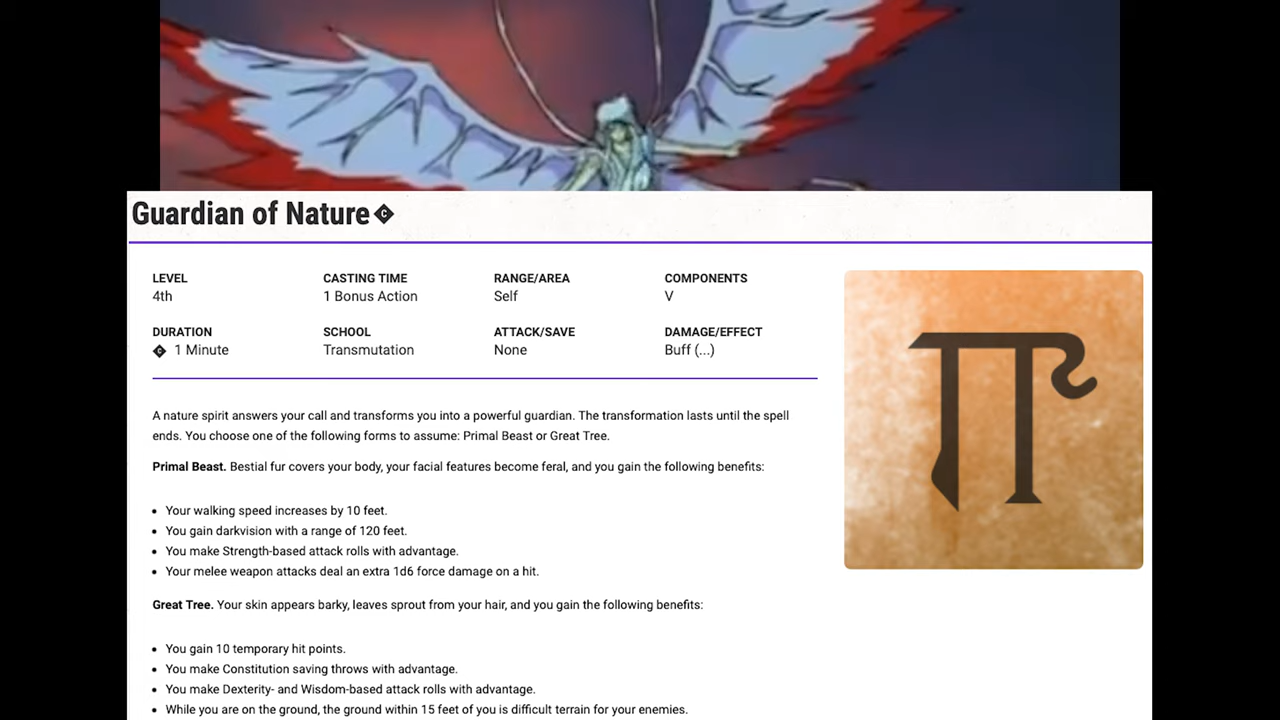 Guardian of Nature C
LEVEL CASTING TIME RANGE/AREA COMPONENTS
4th 1 Bonus Action Self V
DURATION SCHOOL ATTACK/SAVE DAMAGE/EFFECT
C 1 Minute Transmutation None Buff (...)
A nature spirit answers your call and transforms you into a powerful guardian. The transformation lasts until the spell
ends. You choose one of the following forms to assume: Primal Beast or Great Tree.
Primal Beast. Bestial fur covers your body, your facial features become feral, and you gain the following benefits:
• Your walking speed increases by 10 feet.
• You gain darkvision with a range of 120 feet.
• You make Strength-based attack rolls with advantage.
• Your melee weapon attacks deal an extra 1d6 force damage on a hit.
Great Tree. Your skin appears barky, leaves sprout from your hair, and you gain the following benefits:
• You gain 10 temporary hit points.
• You make Constitution saving throws with advantage.
• You make Dexterity- and Wisdom-based attack rolls with advantage.
• While you are on the ground, the ground within 15 feet of you is difficult terrain for your enemies.